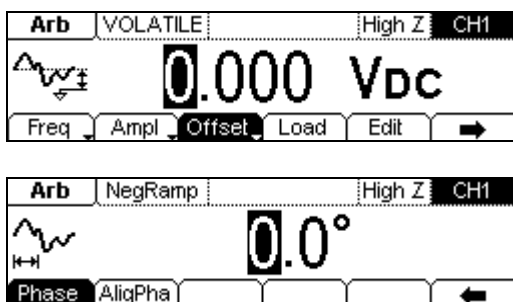 Arb VOLATILE High Z CH1
0.000 VDC
Freq Ampl Offset Load Edit
Arb NegRamp High Z CH1
0.0°
Phase AliqPha